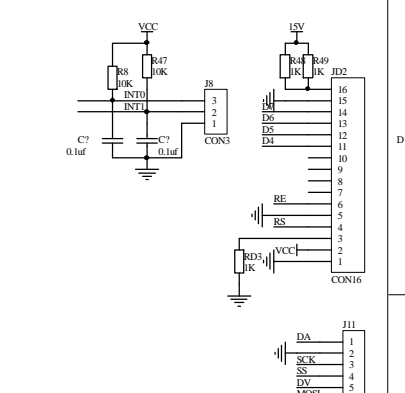 VCC
R8
10K
R47
10K
INT0
INT1
C?
0.1uf
C?
0.1uf
J8
3
2
1
CON3
15V
R48
1K
R49
1K
JD2
16
15
14
13
12
11
10
9
8
7
6
5
4
3
2
1
D7
D6
D5
D4
RE
RS
VCC
RD3
1K
CON16
D
J11
DA
SCK
SS
DV
MOSI
1
2
3
4
5